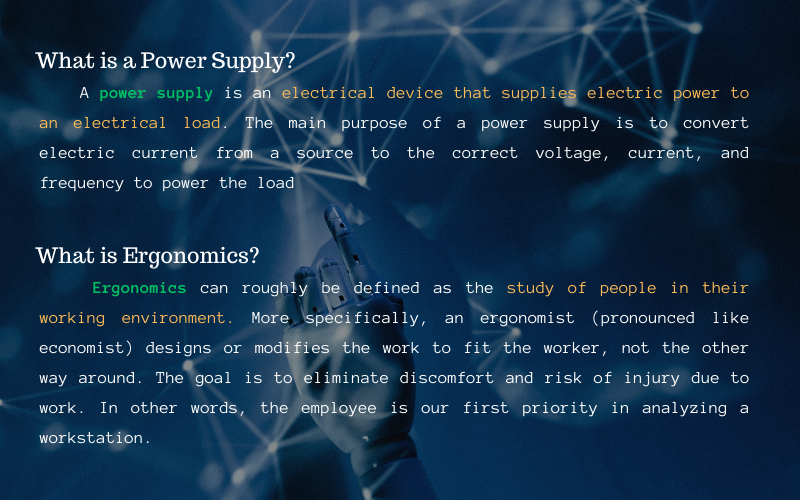 What is a Power Supply?
A power supply is an electrical device that supplies electric power to
an electrical load. The main purpose of a power supply is to convert
electric current from a source to the correct voltage, current, and
frequency to power the load
What is Ergonomics?
Ergonomics can roughly be defined as the study of people in their
working environment. More specifically, an ergonomist (pronounced like
economist) designs or modifies the work to fit the worker, not the other
way around. The goal is to eliminate discomfort and risk of injury due to
work. In other words, the employee is our first priority in analyzing a
workstation.